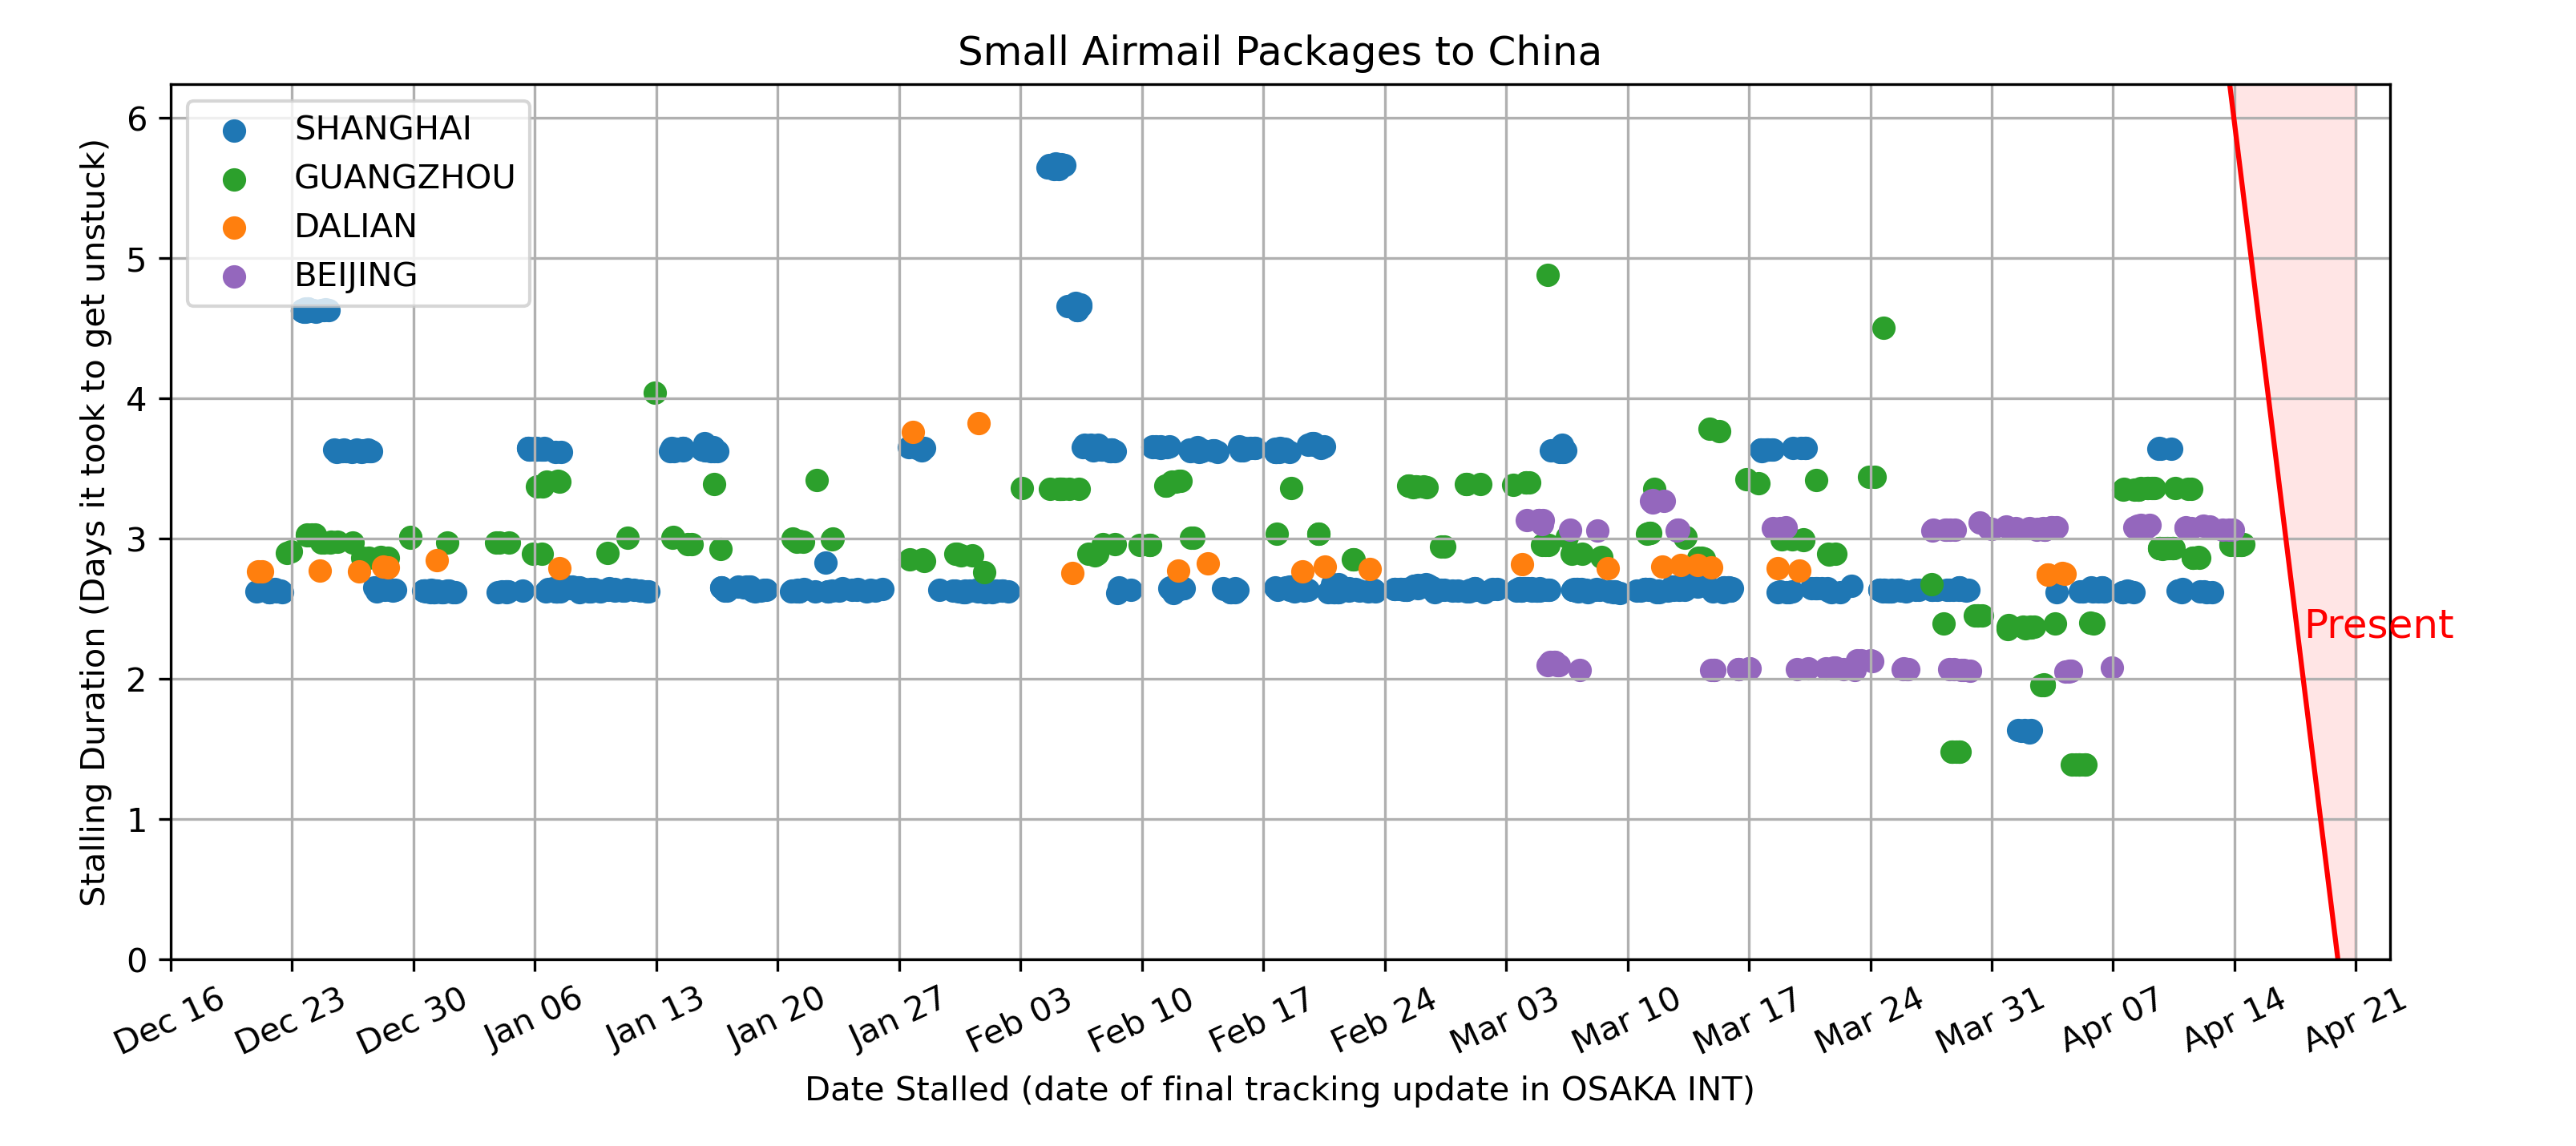 Small Airmail Packages to China
SHANGHAI
GUANGZHOU
DALIAN
BEIJING
Stalling Duration (Days it took to get unstuck)
6
5
4
3
2
1
0
Present
Dec 16
Dec 23
Dec 30
Jan 06
Jan 13
Jan 20
Jan 27
Feb 03
Feb 10
Feb 17
Feb 24
Mar 03
Mar 10
Mar 17
Mar 24
Mar 31
Apr 07
Apr 14
Apr 21
Date Stalled (date of final tracking update in OSAKA INT)